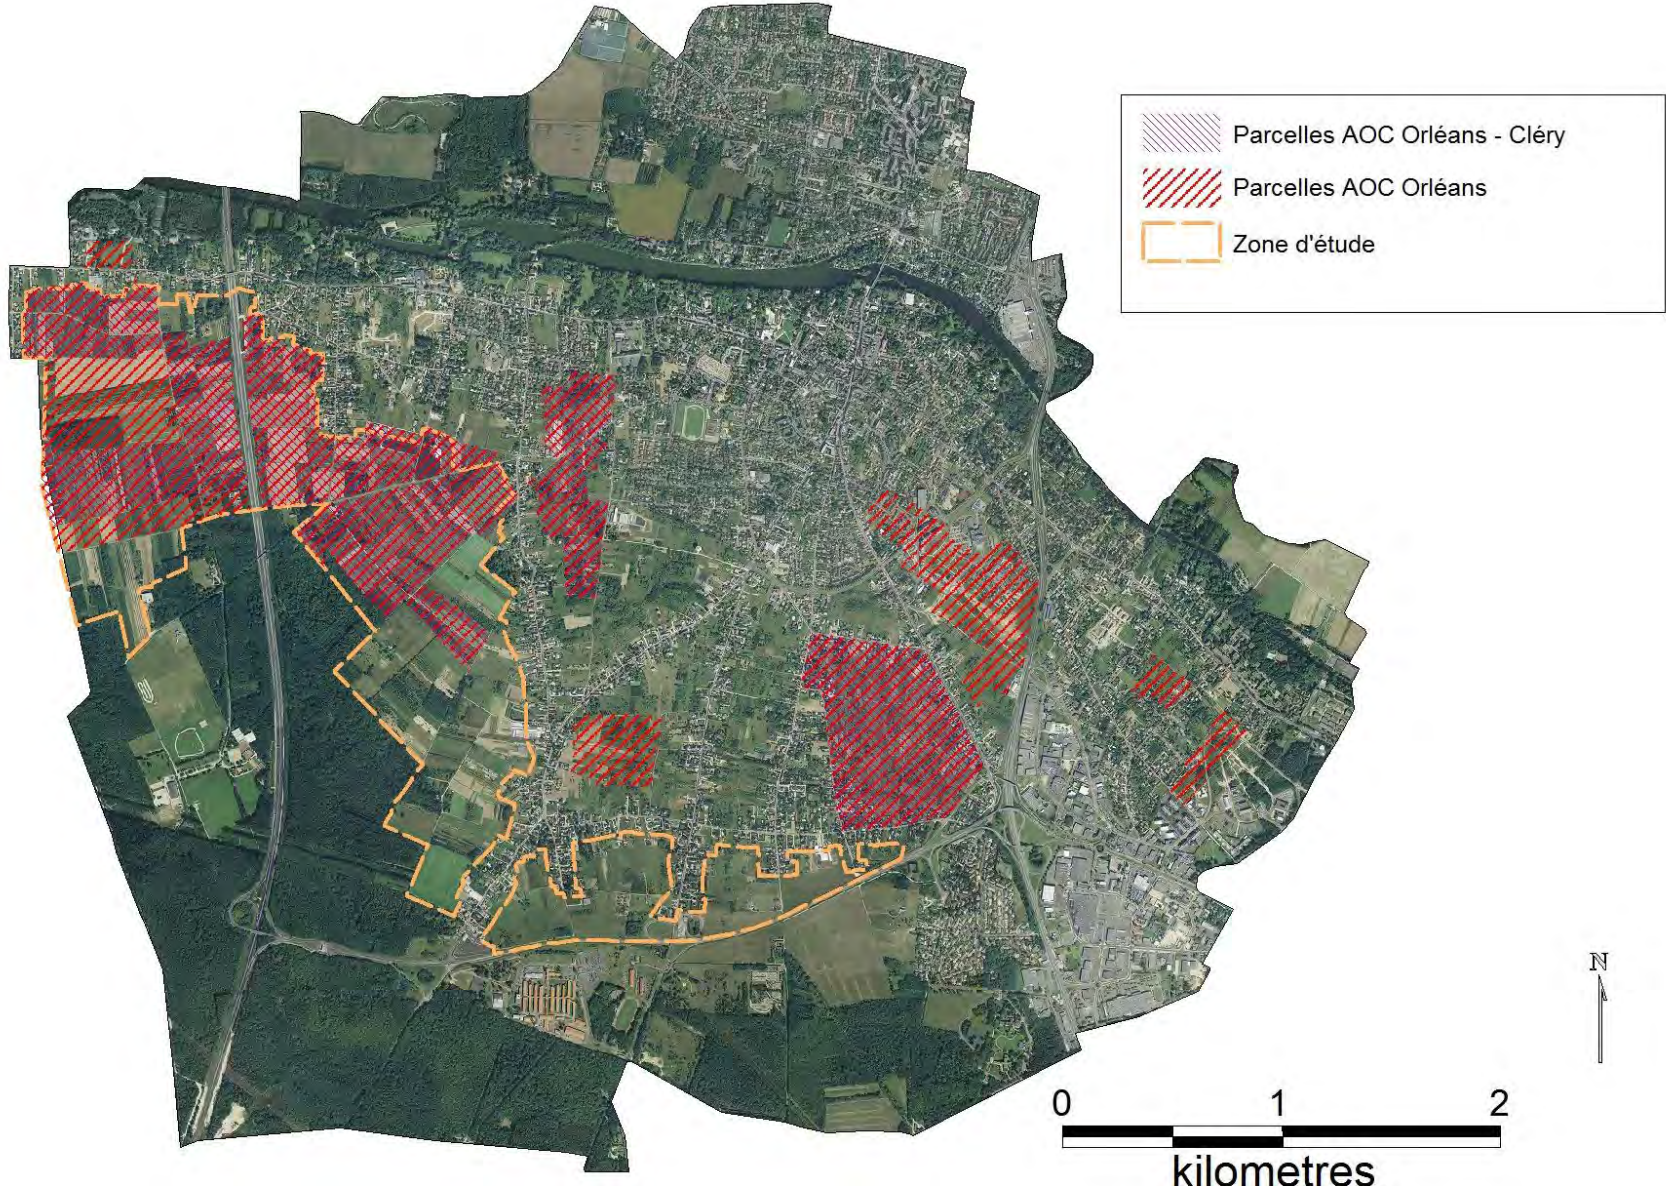 Parcelles AOC Orléans - Cléry
Parcelles AOC Orléans
Zone d'étude
N
0 1 2
kilometres